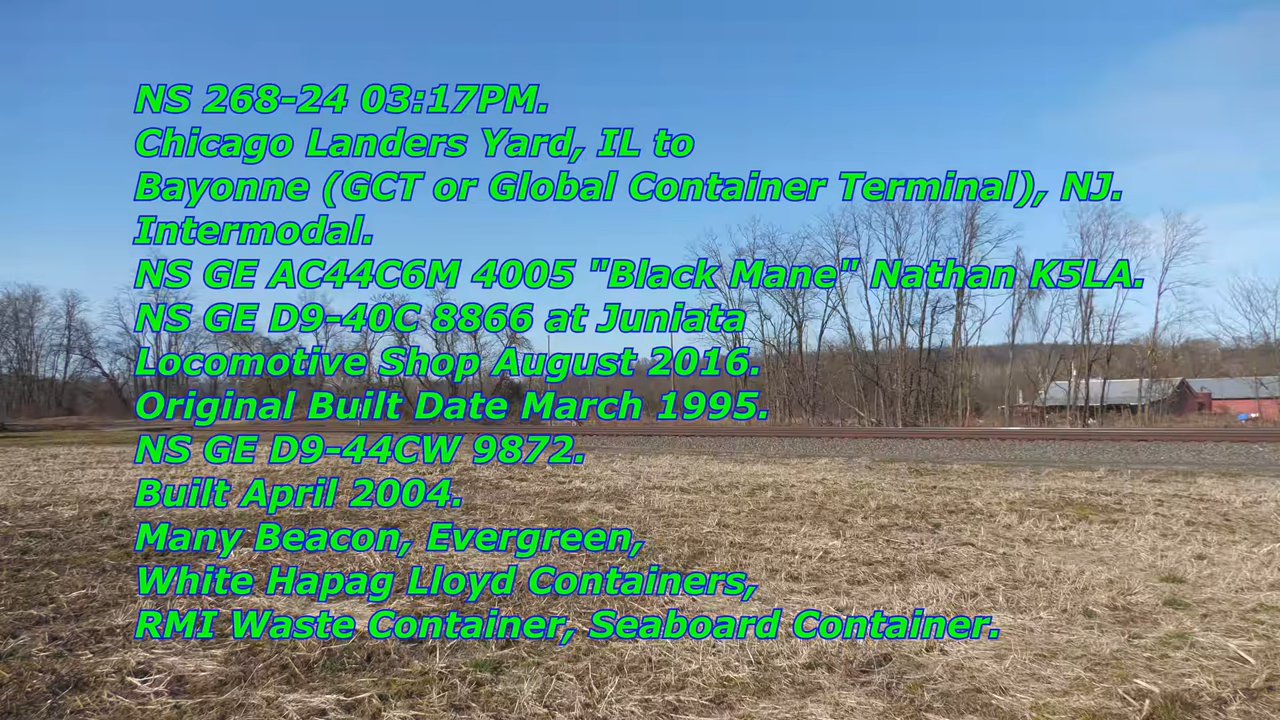 NS 268-24 03:17PM.
Chicago Landers Yard, IL to
Bayonne (GCT or Global Container Terminal), NJ.
Intermodal.
NS GE AC44C6M 4005 "Black Mane" Nathan K5LA.
NS GE D9-40C 8866 at Juniata
Locomotive Shop August 2016.
Original Built Date March 1995.
NS GE D9-44CW 9872.
Built April 2004.
Many Beacon, Evergreen,
White Hapag Lloyd Containers,
RMI Waste Container, Seaboard Container.